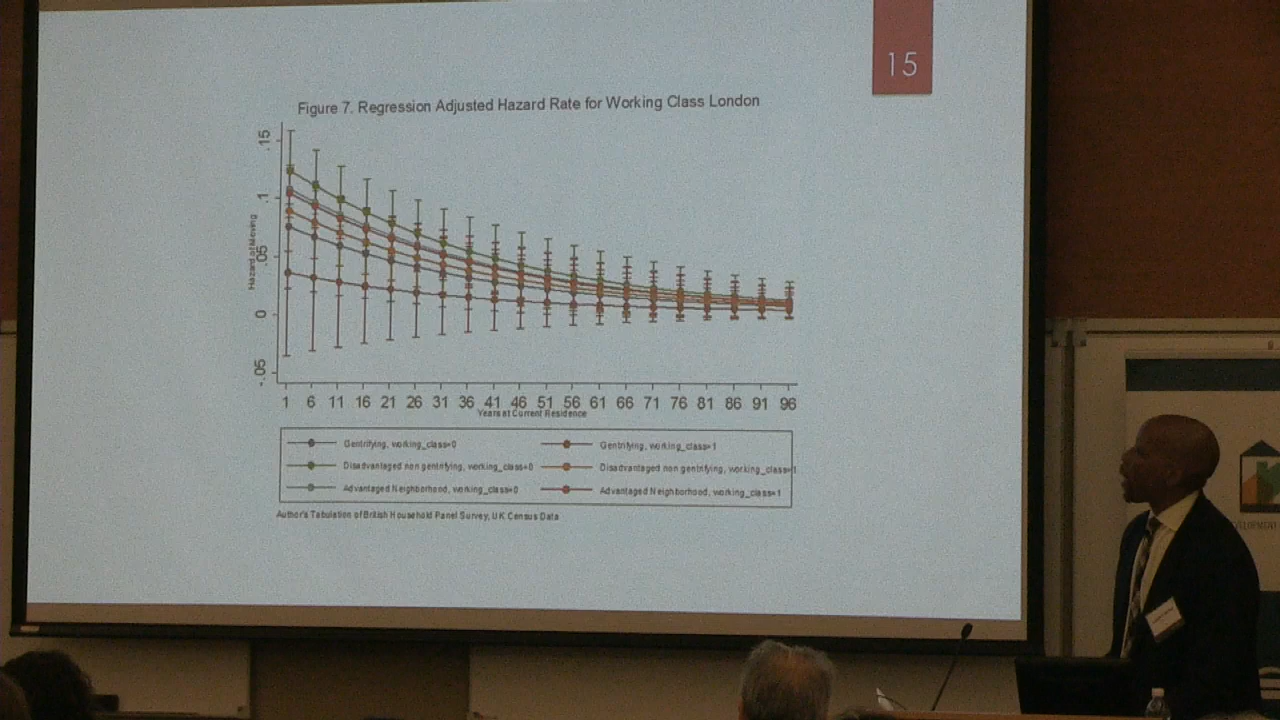 15
Figure 7. Regression Adjusted Hazard Rate for Working Class London
Hazard of Moving
.15
.1
.05
0
-.05
1 6 11 16 21 26 31 36 41 46 51 56 61 66 71 76 81 86 91 96
Years at Current Residence
Gentrifying, working_class=0
Gentrifying, working_class=1
Disadvantaged non gentrifying, working_class=0
Disadvantaged non gentrifying, working_class=1
Advantaged Neighborhood, working_class=0
Advantaged Neighborhood, working_class=1
Author's Tabulation of British Household Panel Survey, UK Census Data